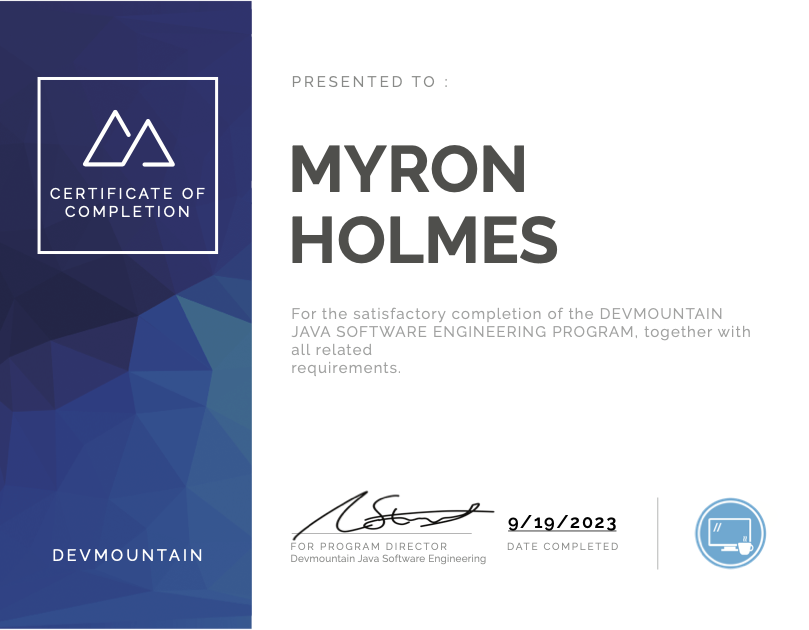 CERTIFICATE OF
COMPLETION
DEVMOUNTAIN
PRESENTED TO :
MYRON
HOLMES
For the satisfactory completion of the DEVMOUNTAIN
JAVA SOFTWARE ENGINEERING PROGRAM, together with
all related
requirements.
9/19/2023
FOR PROGRAM DIRECTOR
Devmountain Java Software Engineering
DATE COMPLETED